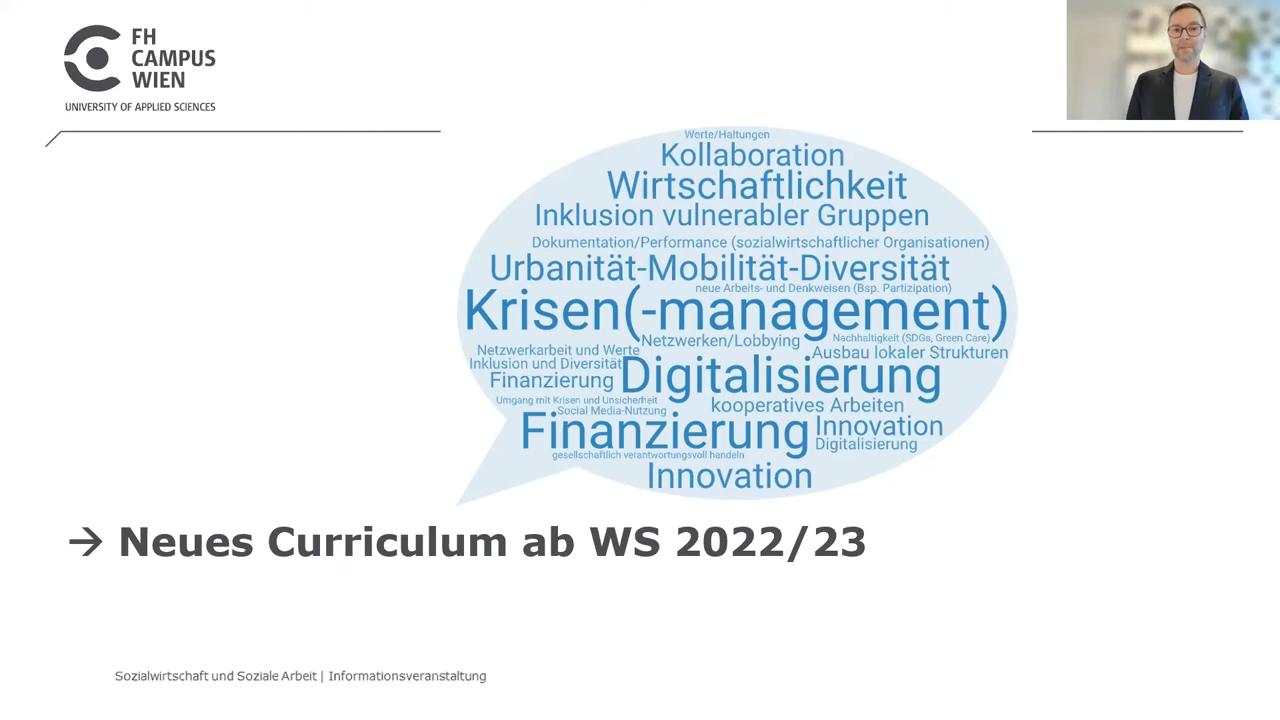 FH
CAMPUS
WIEN
UNIVERSITY OF APPLIED SCIENCES
Werte/Haltungen
Kollaboration
Wirtschaftlichkeit
Inklusion vulnerabler Gruppen
Dokumentation/Performance (sozialwirtschaftlicher Organisationen)
Urbanität-Mobilität-Diversität
neue Arbeits- und Denkweisen (Bsp. Partizipation)
Krisen(-management)
Nachhaltigkeit (SDGs, Green Care)
Netzwerken/Lobbying
Netzwerkarbeit und Werte
Ausbau lokaler Strukturen
Inklusion und Diversität
Finanzierung
Digitalisierung
Umgang mit Krisen und Unsicherheit
kooperatives Arbeiten
Social Media-Nutzung
Finanzierung
Innovation
Digitalisierung
gesellschaftlich verantwortungsvoll handeln
Innovation
→ Neues Curriculum ab WS 2022/23
Sozialwirtschaft und Soziale Arbeit | Informationsveranstaltung